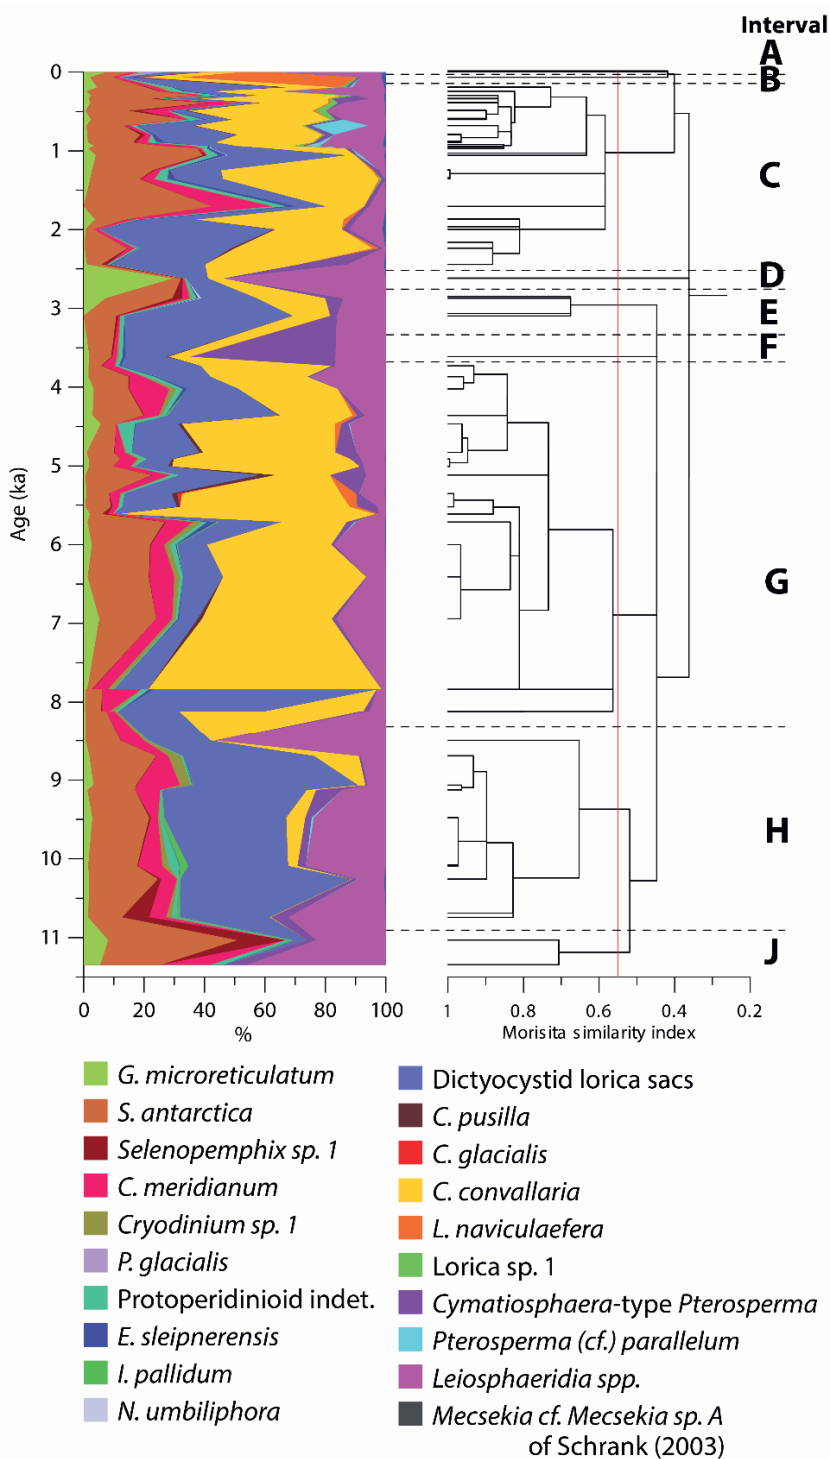 Interval
A
0
B
1
C
2
D
3
E
F
4
5
Age (ka)
6
G
7
8
9
H
10
11
J
0 20 40 60 80 100 1 0.8 0.6 0.4 0.2
% Morisita similarity index
G. microreticulatum
S. antarctica
Selenopemphix sp. 1
C. meridianum
Cryodinium sp. 1
P. glacialis
Protoperidinioid indet.
E. sleipnerensis
I. pallidum
N. umbiliphora
Dictyocystid lorica sacs
C. pusilla
C. glacialis
C. convallaria
L. naviculaefera
Lorica sp. 1
Cymatiosphaera-type Pterosperma
Pterosperma (cf.) parallelum
Leiosphaeridia spp.
Mecsekia cf. Mecsekia sp. A
of Schrank (2003)